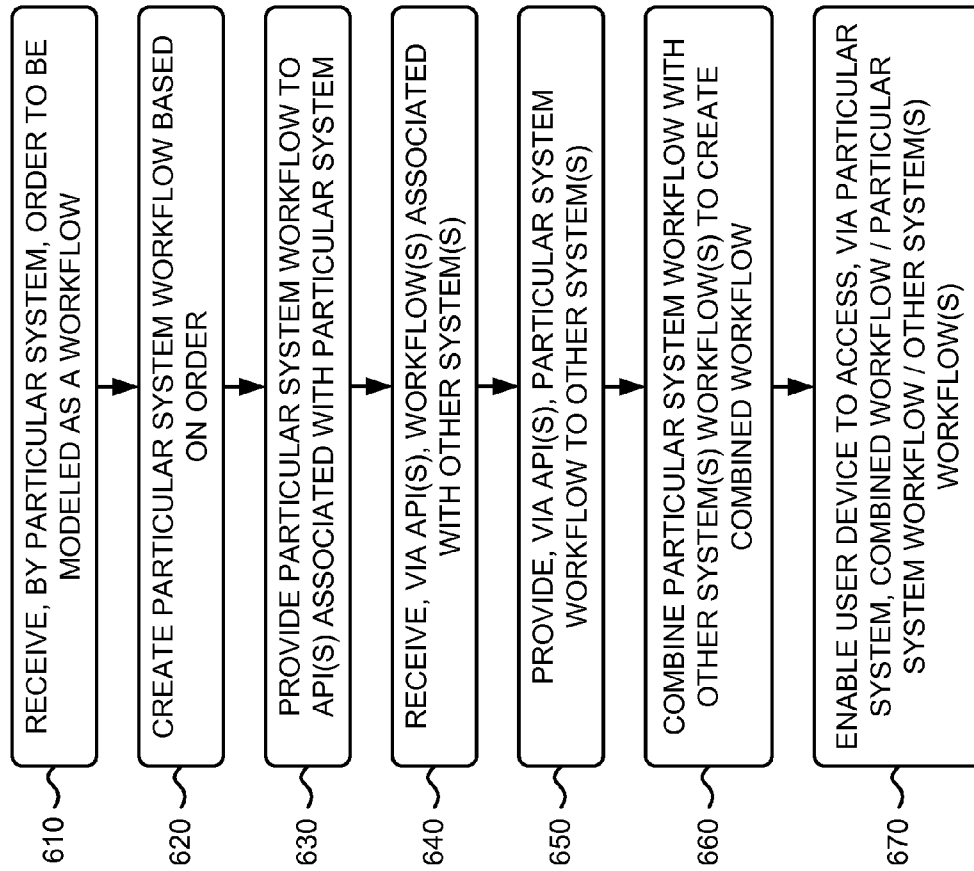 610
RECEIVE, BY PARTICULAR SYSTEM, ORDER TO BE
MODELED AS A WORKFLOW
620
CREATE PARTICULAR SYSTEM WORKFLOW BASED
ON ORDER
630
PROVIDE PARTICULAR SYSTEM WORKFLOW TO
API(S) ASSOCIATED WITH PARTICULAR SYSTEM
640
RECEIVE, VIA API(S), WORKFLOW(S) ASSOCIATED
WITH OTHER SYSTEM(S)
650
PROVIDE, VIA API(S), PARTICULAR SYSTEM
WORKFLOW TO OTHER SYSTEM(S)
660
COMBINE PARTICULAR SYSTEM WORKFLOW WITH
OTHER SYSTEM(S) WORKFLOW(S) TO CREATE
COMBINED WORKFLOW
670
ENABLE USER DEVICE TO ACCESS, VIA PARTICULAR
SYSTEM, COMBINED WORKFLOW / PARTICULAR
SYSTEM WORKFLOW / OTHER SYSTEM(S)
WORKFLOW(S)